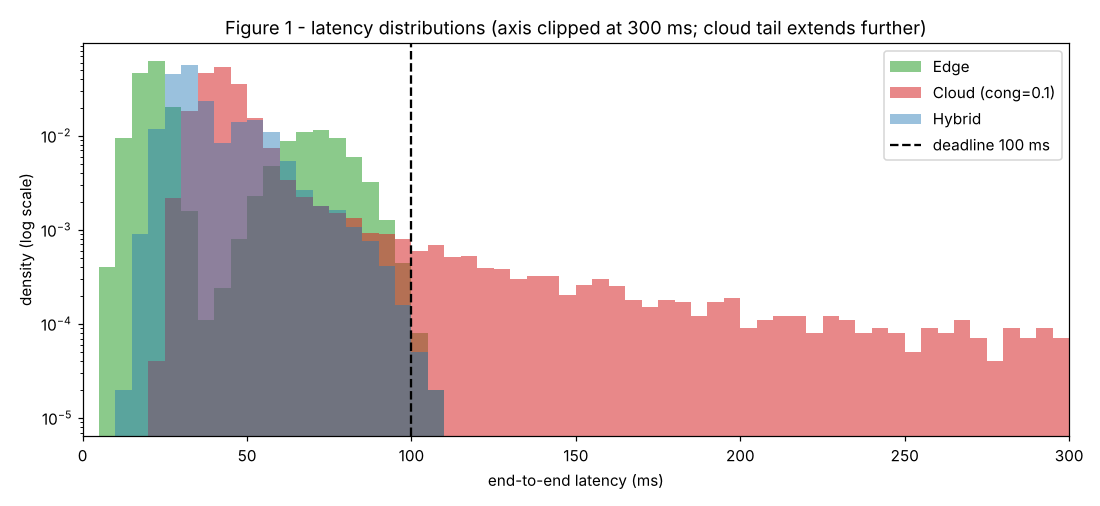 Figure 1 - latency distributions (axis clipped at 300 ms; cloud tail extends further)
Edge
Cloud (cong=0.1)
Hybrid
deadline 100 ms
density (log scale)
10⁻²
10⁻³
10⁻⁴
10⁻⁵
0 50 100 150 200 250 300
end-to-end latency (ms)